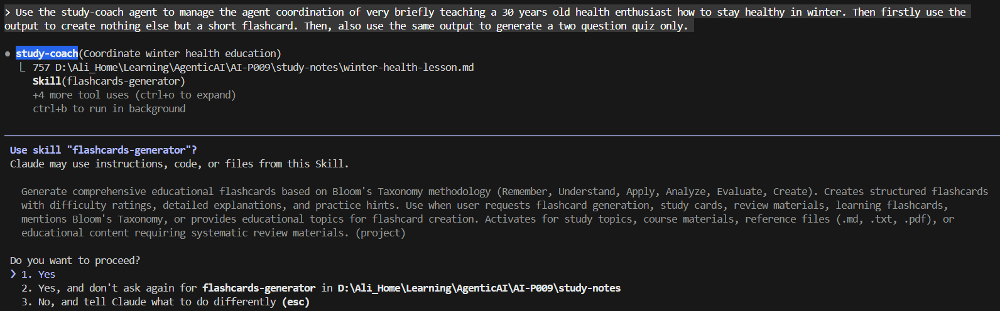 > Use the study-coach agent to manage the agent coordination of very briefly teaching a 30 years old health enthusiast how to stay healthy in winter. Then firstly use the
output to create nothing else but a short flashcard. Then, also use the same output to generate a two question quiz only.
● study-coach(Coordinate winter health education)
⎿ 757 D:\Ali_Home\Learning\AgenticAI\AI-P009\study-notes\winter-health-lesson.md
Skill(flashcards-generator)
+4 more tool uses (ctrl+o to expand)
ctrl+b to run in background
Use skill "flashcards-generator"?
Claude may use instructions, code, or files from this Skill.
Generate comprehensive educational flashcards based on Bloom's Taxonomy methodology (Remember, Understand, Apply, Analyze, Evaluate, Create). Creates structured flashcards
with difficulty ratings, detailed explanations, and practice hints. Use when user requests flashcard generation, study cards, review materials, learning flashcards,
mentions Bloom's Taxonomy, or provides educational topics for flashcard creation. Activates for study topics, course materials, reference files (.md, .txt, .pdf), or
educational content requiring systematic review materials. (project)
Do you want to proceed?
❯ 1. Yes
2. Yes, and don't ask again for flashcards-generator in D:\Ali_Home\Learning\AgenticAI\AI-P009\study-notes
3. No, and tell Claude what to do differently (esc)